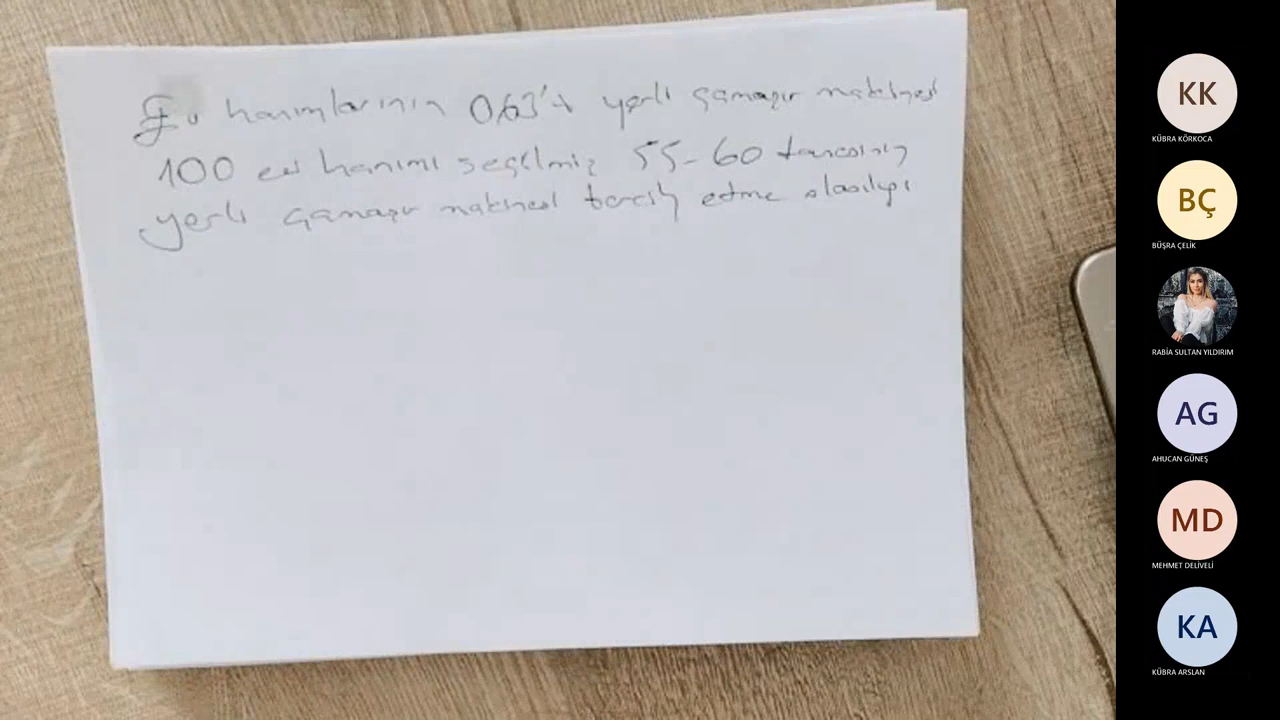 Ev hanımlarının 0,63'ü yerli çamaşır makinesi
100 ev hanımı seçilmiş 55-60 tanesinin
yerli çamaşır makinesi tercih etme olasılığı
KK
KÜBRA KÖRKOCA
BÇ
BÜŞRA ÇELİK
RABİA SULTAN YILDIRIM
AG
AHUCAN GÜNEŞ
MD
MEHMET DELİVELİ
KA
KÜBRA ARSLAN